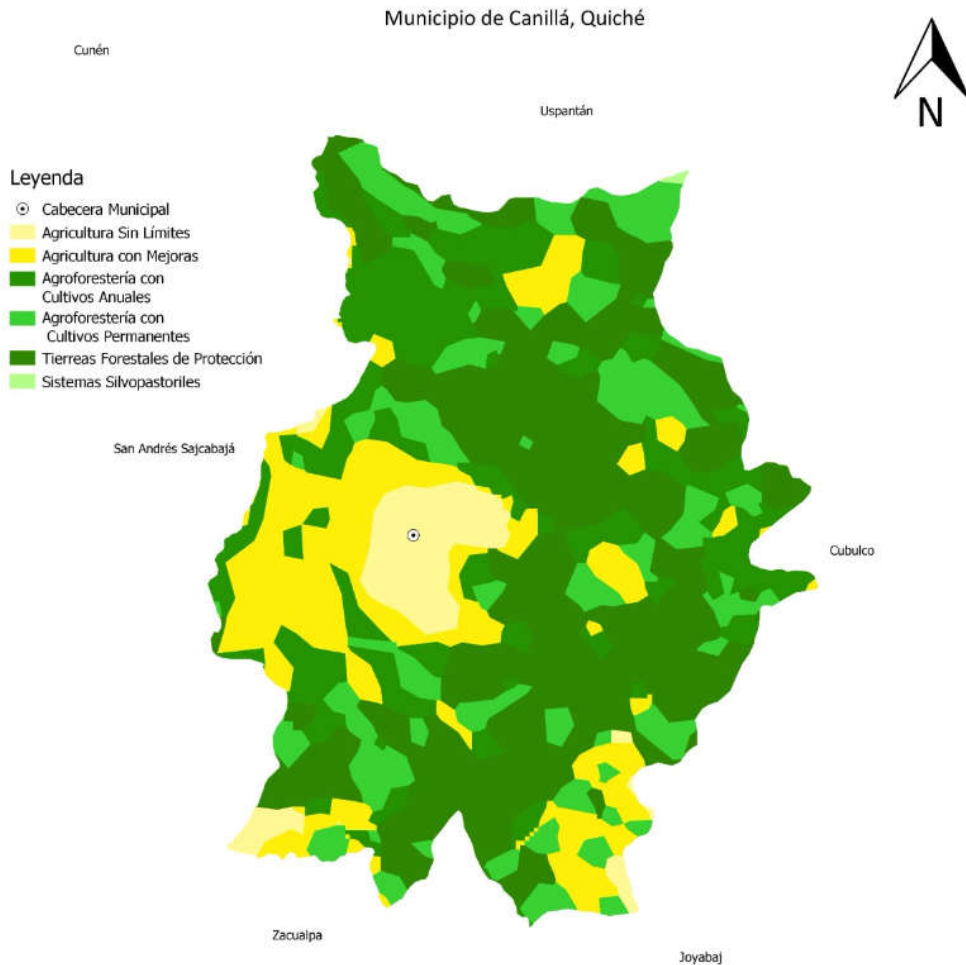 Municipio de Canillá, Quiché
Cunén
Uspantán
N
Leyenda
Cabecera Municipal
Agricultura Sin Límites
Agricultura con Mejoras
Agroforestería con
Cultivos Anuales
Agroforestería con
Cultivos Permanentes
Tierreas Forestales de Protección
Sistemas Silvopastoriles
San Andrés Sajcabajá
Cubulco
Zacualpa
Joyabaj